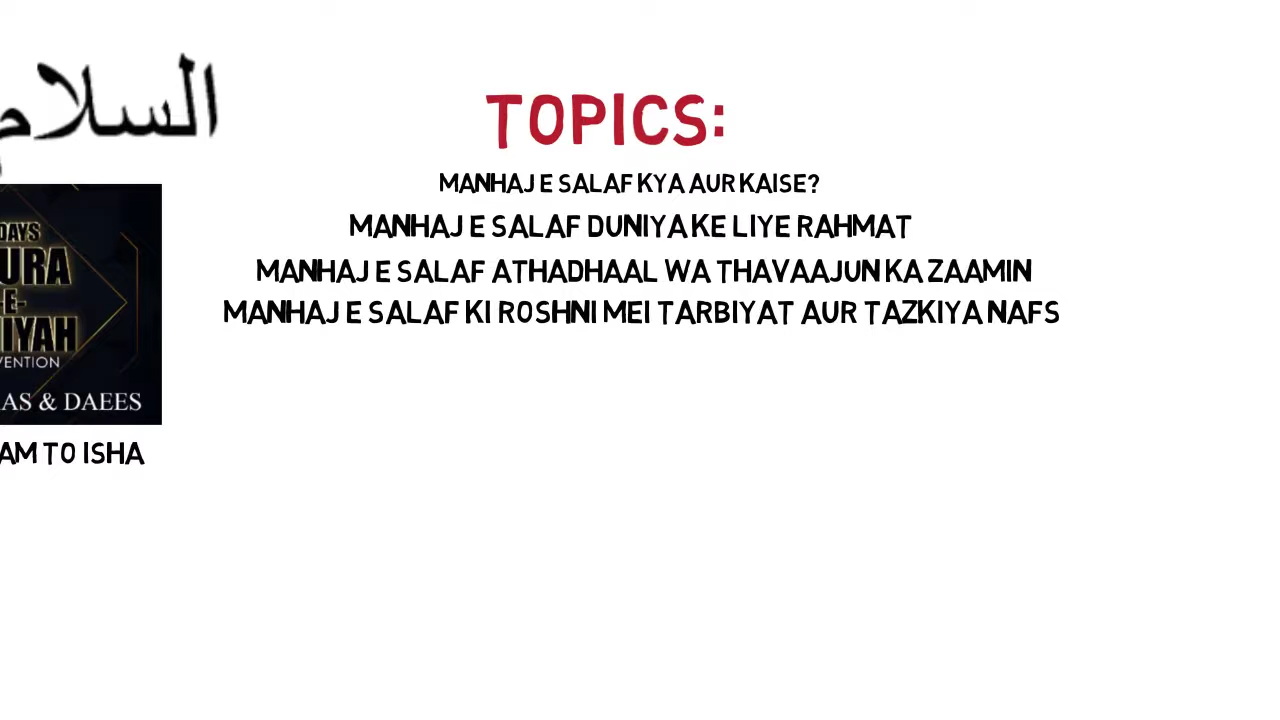 السلام
TOPICS:
MANHAJ E SALAF KYA AUR KAISE?
MANHAJ E SALAF DUNIYA KE LIYE RAHMAT
MANHAJ E SALAF ATHADHAAL WA THAVAAJUN KA ZAAMIN
MANHAJ E SALAF KI ROSHNI MEI TARBIYAT AUR TAZKIYA NAFS
DAYS
URA
-E-
IYAH
VENTION
AS & DAEES
AM TO ISHA